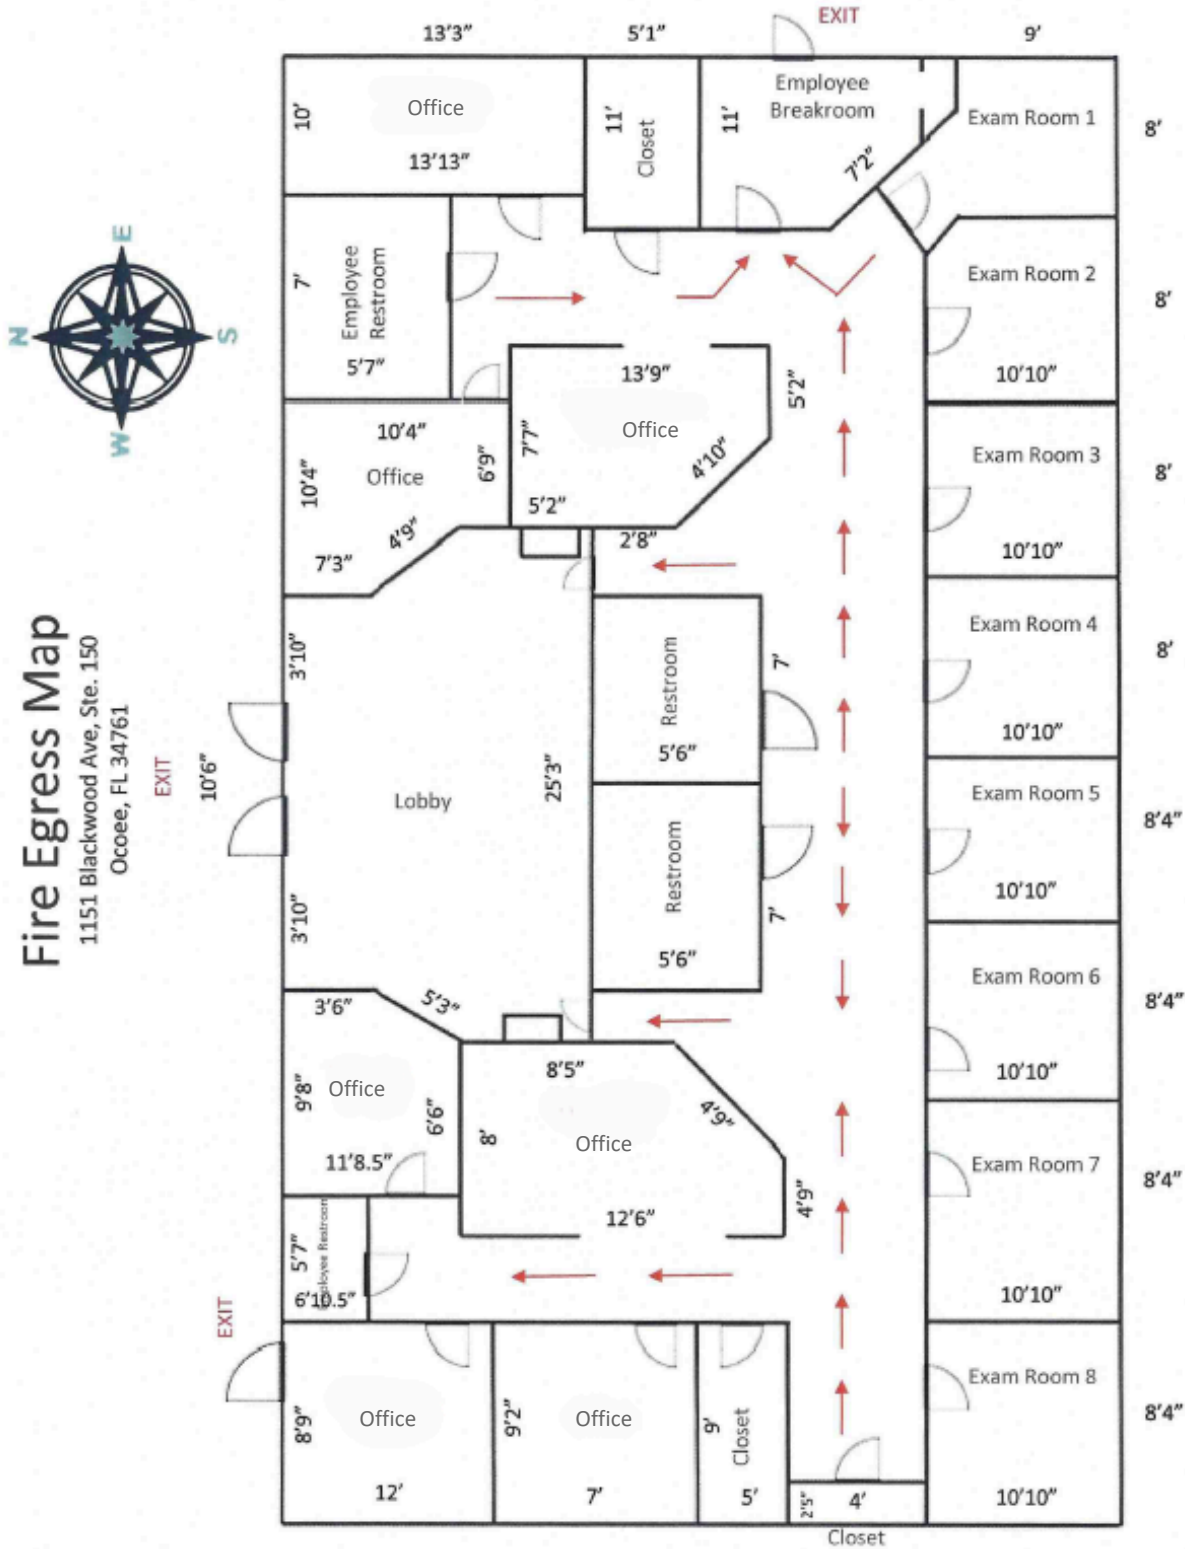 Fire Egress Map
1151 Blackwood Ave, Ste. 150
Ocoee, FL 34761
N
E
S
W
EXIT
13’3”
5’1”
9’
10’
Office
13’13”
11’
Closet
11’
Employee
Breakroom
7’2”
Exam Room 1
8’
7’
Employee
Restroom
5’7”
Exam Room 2
10’10”
8’
10’4”
10’4”
Office
6’9”
4’9”
7’3”
13’9”
7’7”
Office
5’2”
4’10”
5’2”
2’8”
Exam Room 3
10’10”
8’
3’10”
EXIT
10’6”
Lobby
25’3”
3’10”
Restroom
5’6”
7’
Exam Room 4
10’10”
8’
Restroom
5’6”
7’
Exam Room 5
10’10”
8’4”
Exam Room 6
10’10”
8’4”
3’6”
5’3”
9’8”
Office
6’6”
11’8.5”
8’5”
8’
Office
4’9”
12’6”
4’9”
Exam Room 7
10’10”
8’4”
5’7”
6’10.5”
EXIT
8’9”
Office
12’
9’2”
Office
7’
9’
Closet
5’
2’5”
4’
Closet
Exam Room 8
10’10”
8’4”